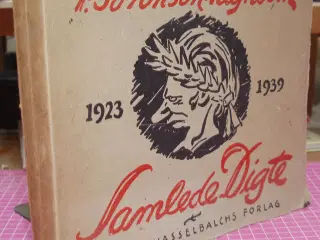 1923 1939
Samlede Digte
HASSELBALCHS FORLAG